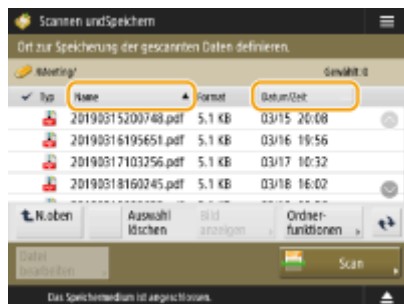 Scannen undSpeichern
Ort zur Speicherung der gescannten Daten definieren.
Meeting/ Gewählt:0
Typ Name Format Datum/Zeit
20190315200748.pdf 5.1 KB 03/15 20:08
20190316195651.pdf 5.1 KB 03/16 19:56
20190317103256.pdf 5.1 KB 03/17 10:32
20190318160245.pdf 5.1 KB 03/18 16:02
N.oben Auswahl löschen Bild anzeigen Ordner-funktionen
Datei bearbeiten Scan
Das Speichermedium ist angeschlossen.